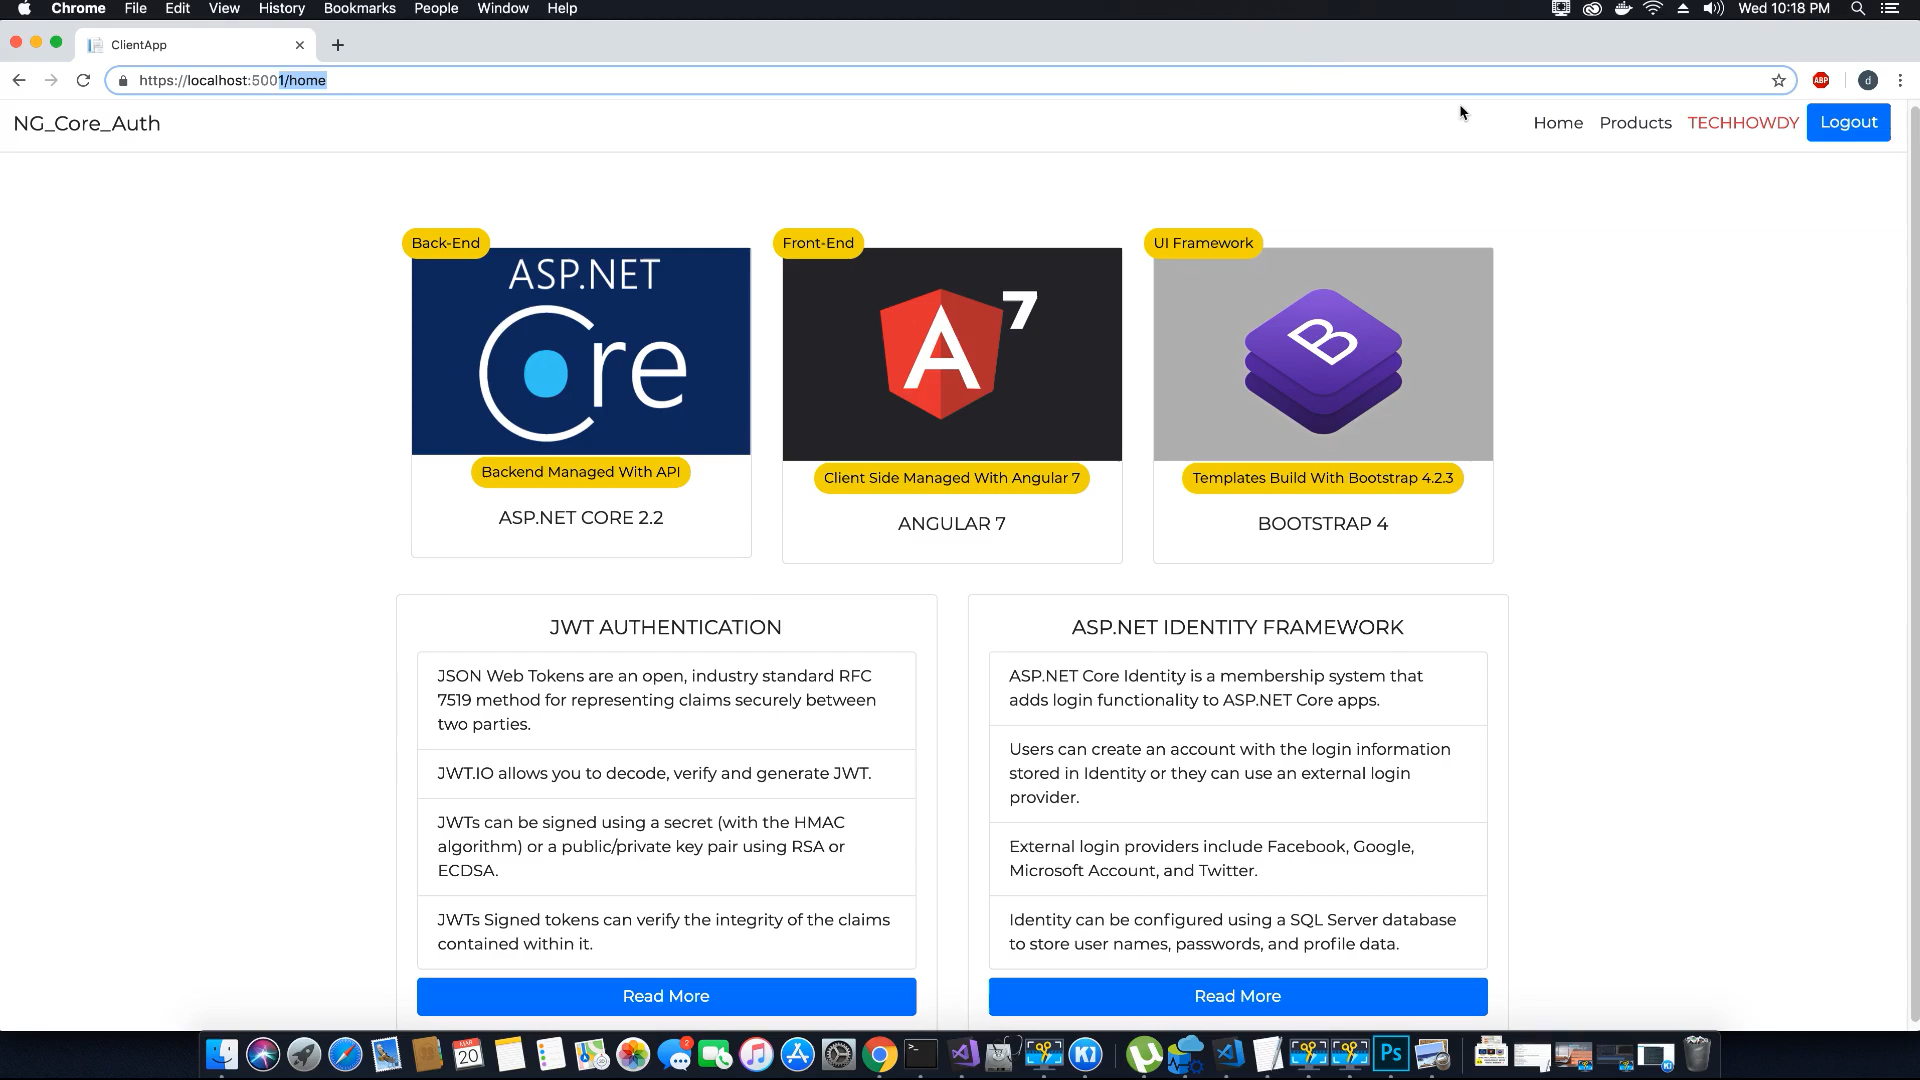 Chrome File Edit View History Bookmarks People Window Help Wed 10:18 PM
ClientApp
https://localhost:5001/home ABP d
NG_Core_Auth Home Products TECHHOWDY Logout
Back-End Front-End UI Framework
ASP.NET
Core
A 7
B
Backend Managed With API Client Side Managed With Angular 7 Templates Build With Bootstrap 4.2.3
ASP.NET CORE 2.2 ANGULAR 7 BOOTSTRAP 4
JWT AUTHENTICATION
JSON Web Tokens are an open, industry standard RFC
7519 method for representing claims securely between
two parties.
JWT.IO allows you to decode, verify and generate JWT.
JWTs can be signed using a secret (with the HMAC
algorithm) or a public/private key pair using RSA or
ECDSA.
JWTs Signed tokens can verify the integrity of the claims
contained within it.
Read More
ASP.NET IDENTITY FRAMEWORK
ASP.NET Core Identity is a membership system that
adds login functionality to ASP.NET Core apps.
Users can create an account with the login information
stored in Identity or they can use an external login
provider.
External login providers include Facebook, Google,
Microsoft Account, and Twitter.
Identity can be configured using a SQL Server database
to store user names, passwords, and profile data.
Read More
MAR
20 2 Ps